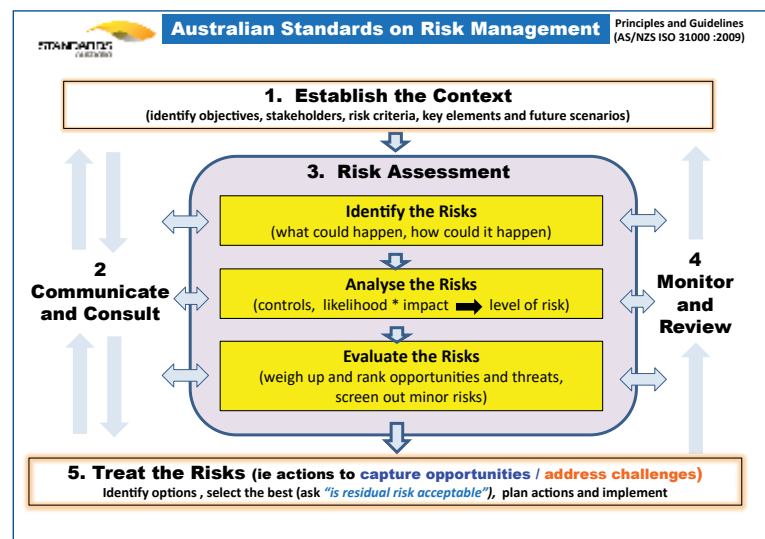 STANDARDS
Australian Standards on Risk Management
Principles and Guidelines
(AS/NZS ISO 31000 :2009)
1. Establish the Context
(identify objectives, stakeholders, risk criteria, key elements and future scenarios)
3. Risk Assessment
Identify the Risks
(what could happen, how could it happen)
2
Communicate
and Consult
Analyse the Risks
(controls, likelihood * impact ➡ level of risk)
4
Monitor
and
Review
Evaluate the Risks
(weigh up and rank opportunities and threats,
screen out minor risks)
5. Treat the Risks (ie actions to capture opportunities / address challenges)
Identify options , select the best (ask “is residual risk acceptable”), plan actions and implement